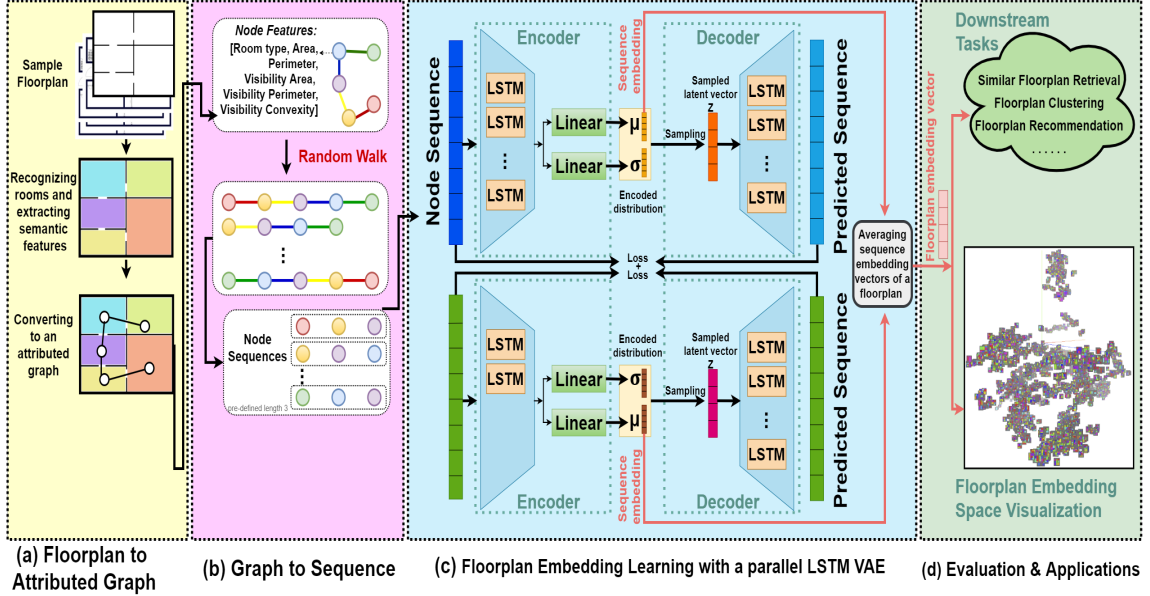 Sample
Floorplan
Recognizing
rooms and
extracting
semantic
features
Converting
to an
attributed
graph
(a) Floorplan to
Attributed Graph
Node Features:
[Room type, Area,
Perimeter,
Visibility Area,
Visibility Perimeter,
Visibility Convexity]
Random Walk
Node
Sequences
pre-defined length 3
(b) Graph to Sequence
Node Sequence
Encoder
LSTM
LSTM
LSTM
Linear
Linear
μ
σ
Sequence
embedding
Encoded
distribution
Sampling
Sampled
latent vector
Z
Decoder
LSTM
LSTM
LSTM
Predicted Sequence
Loss
+
Loss
LSTM
LSTM
Encoder
Linear
Linear
Encoded
distribution
σ
μ
Sequence
embedding
Sampling
Sampled
latent vector
Z
LSTM
LSTM
LSTM
Decoder
Predicted Sequence
Averaging
sequence
embedding
vectors of a
floorplan
(c) Floorplan Embedding Learning with a parallel LSTM VAE
Floorplan embedding vector
Downstream
Tasks
Similar Floorplan Retrieval
Floorplan Clustering
Floorplan Recommendation
......
Floorplan Embedding
Space Visualization
(d) Evaluation & Applications